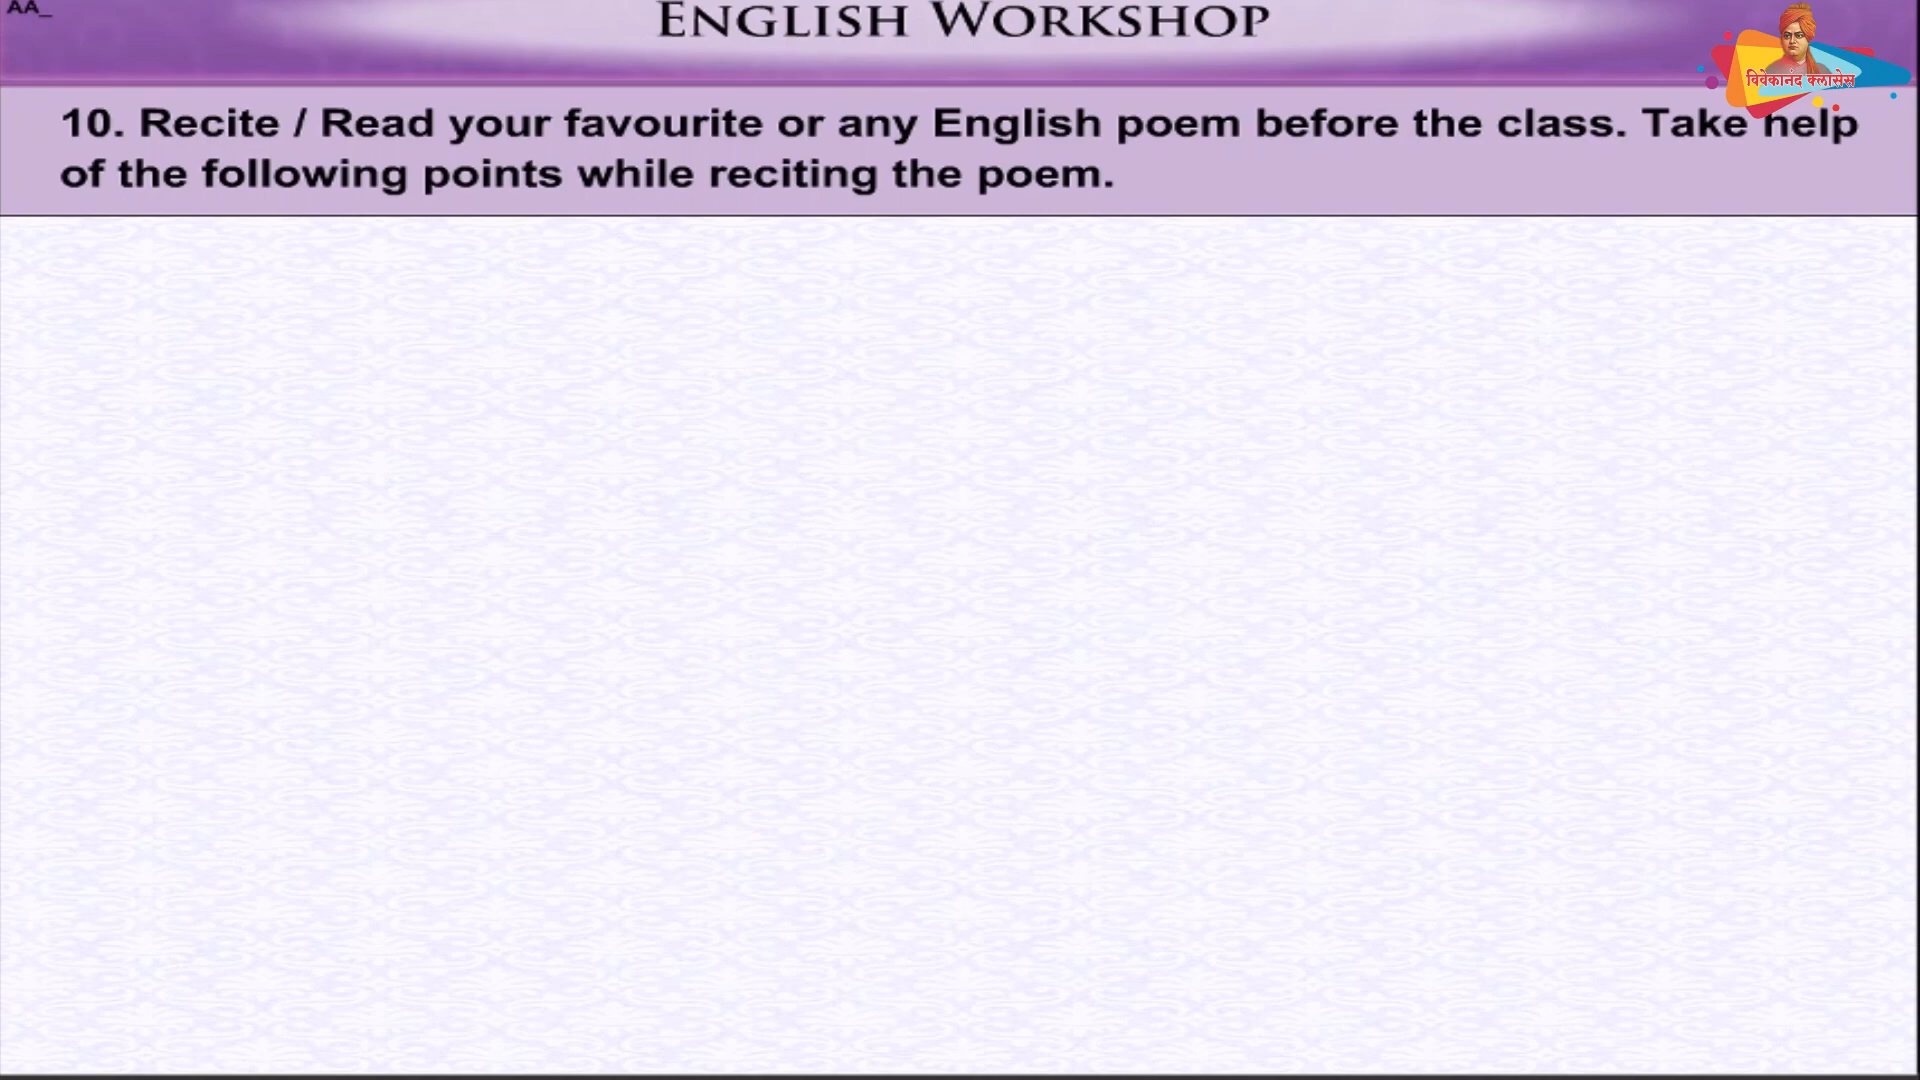 AA_
ENGLISH WORKSHOP
विवेकानंद क्लासेस
10. Recite / Read your favourite or any English poem before the class. Take help
of the following points while reciting the poem.